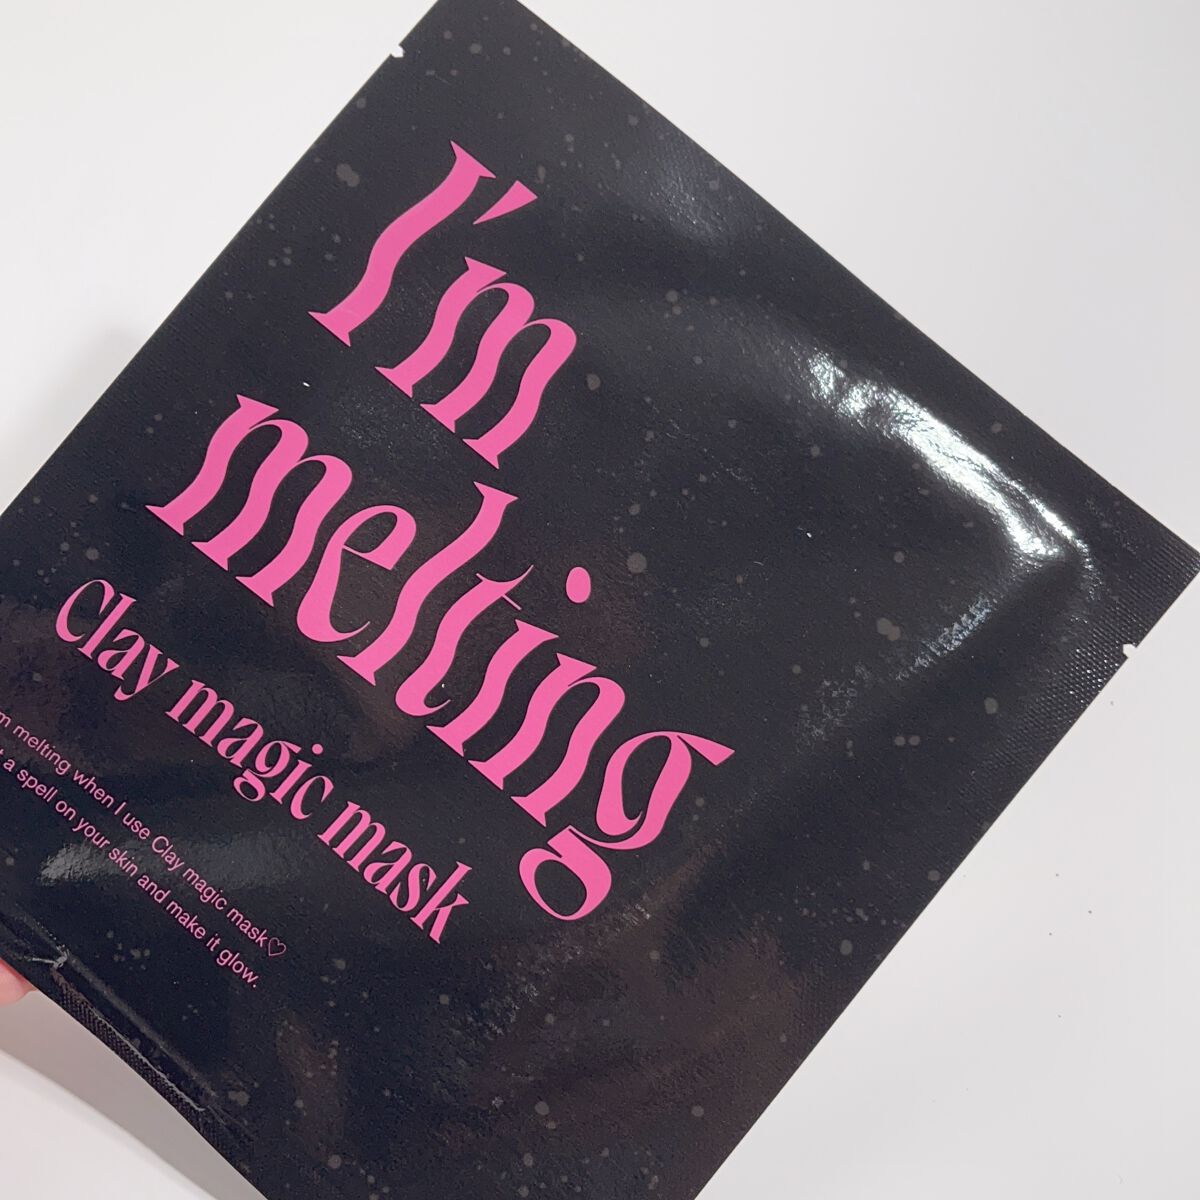 I'm
melting
Clay magic mask
melting when I use Clay magic mask♡
a spell on your skin and make it glow.